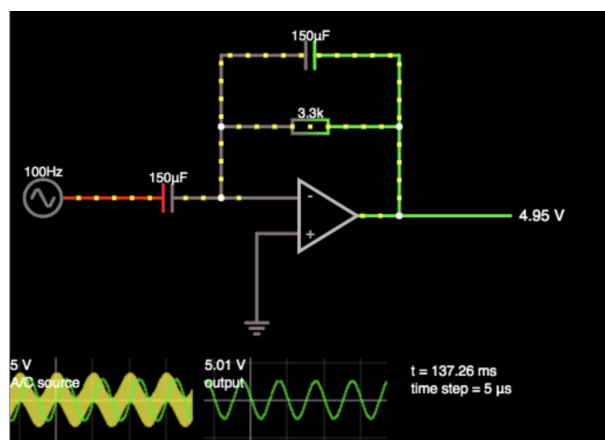 150µF
3.3k
100Hz
150µF
-
+
4.95 V
5 V
A/C source
5.01 V
output
t = 137.26 ms
time step = 5 µs